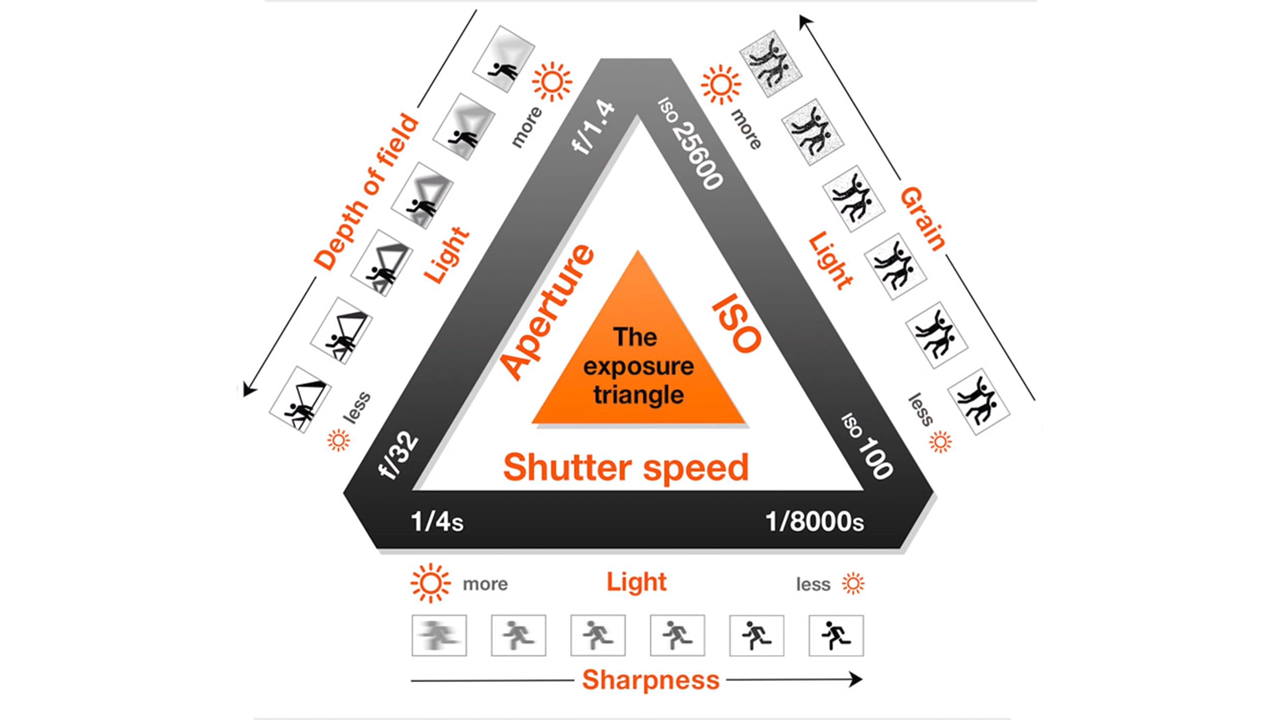 more
f/1.4
ISO 25600
more
Depth of field
Light
Aperture
ISO
Light
Grain
The
exposure
triangle
less
f/32
ISO 100
less
Shutter speed
1/4s
1/8000s
more
Light
less
Sharpness